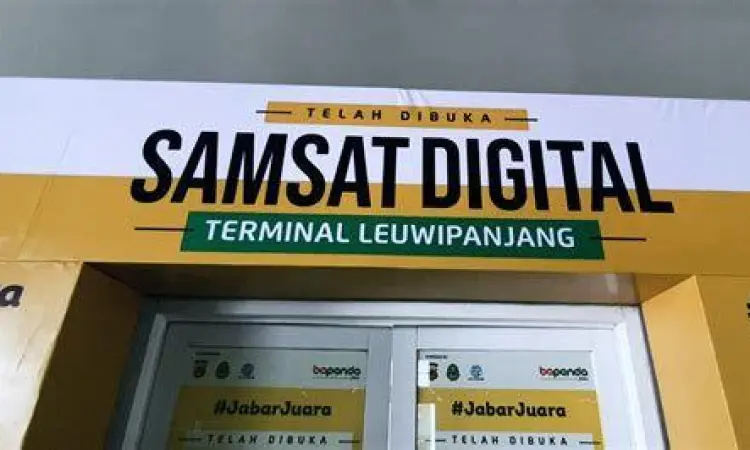 TELAH DIBUKA
SAMSAT DIGITAL
TERMINAL LEUWIPANJANG
bapenda
bapenda
#JabarJuara
#JabarJuara
TELAH DIBUKA
TELAH DIBUKA